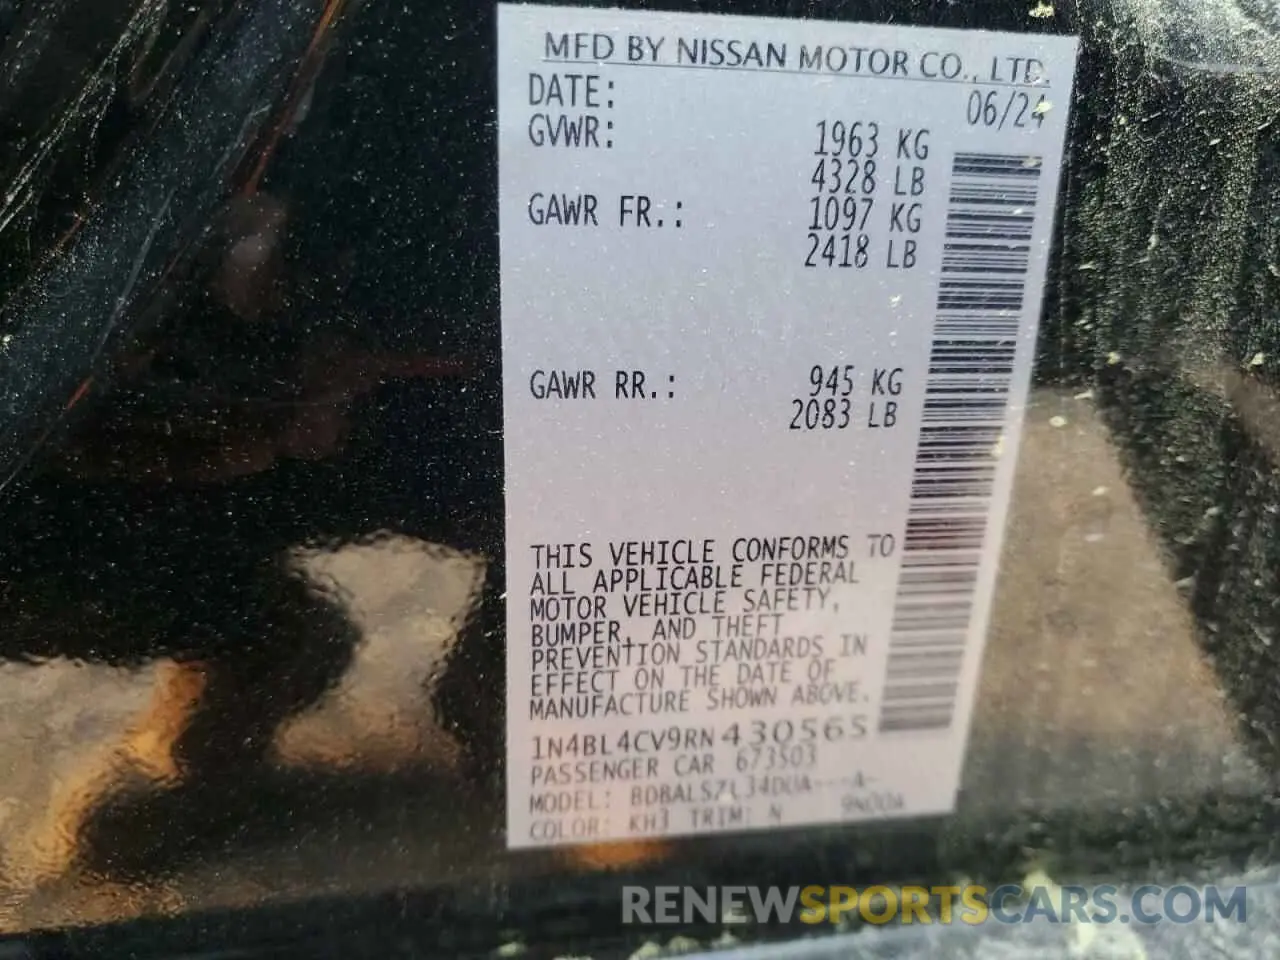 MFD BY NISSAN MOTOR CO., LTD.
DATE: 06/24
GVWR: 1963 KG
4328 LB
GAWR FR.: 1097 KG
2418 LB
GAWR RR.: 945 KG
2083 LB
THIS VEHICLE CONFORMS TO
ALL APPLICABLE FEDERAL
MOTOR VEHICLE SAFETY,
BUMPER, AND THEFT
PREVENTION STANDARDS IN
EFFECT ON THE DATE OF
MANUFACTURE SHOWN ABOVE.
1N4BL4CV9RN430565
PASSENGER CAR 673503
MODEL:
COLOR: KH3 TRIM: N
RENEWSPORTSCARS.COM